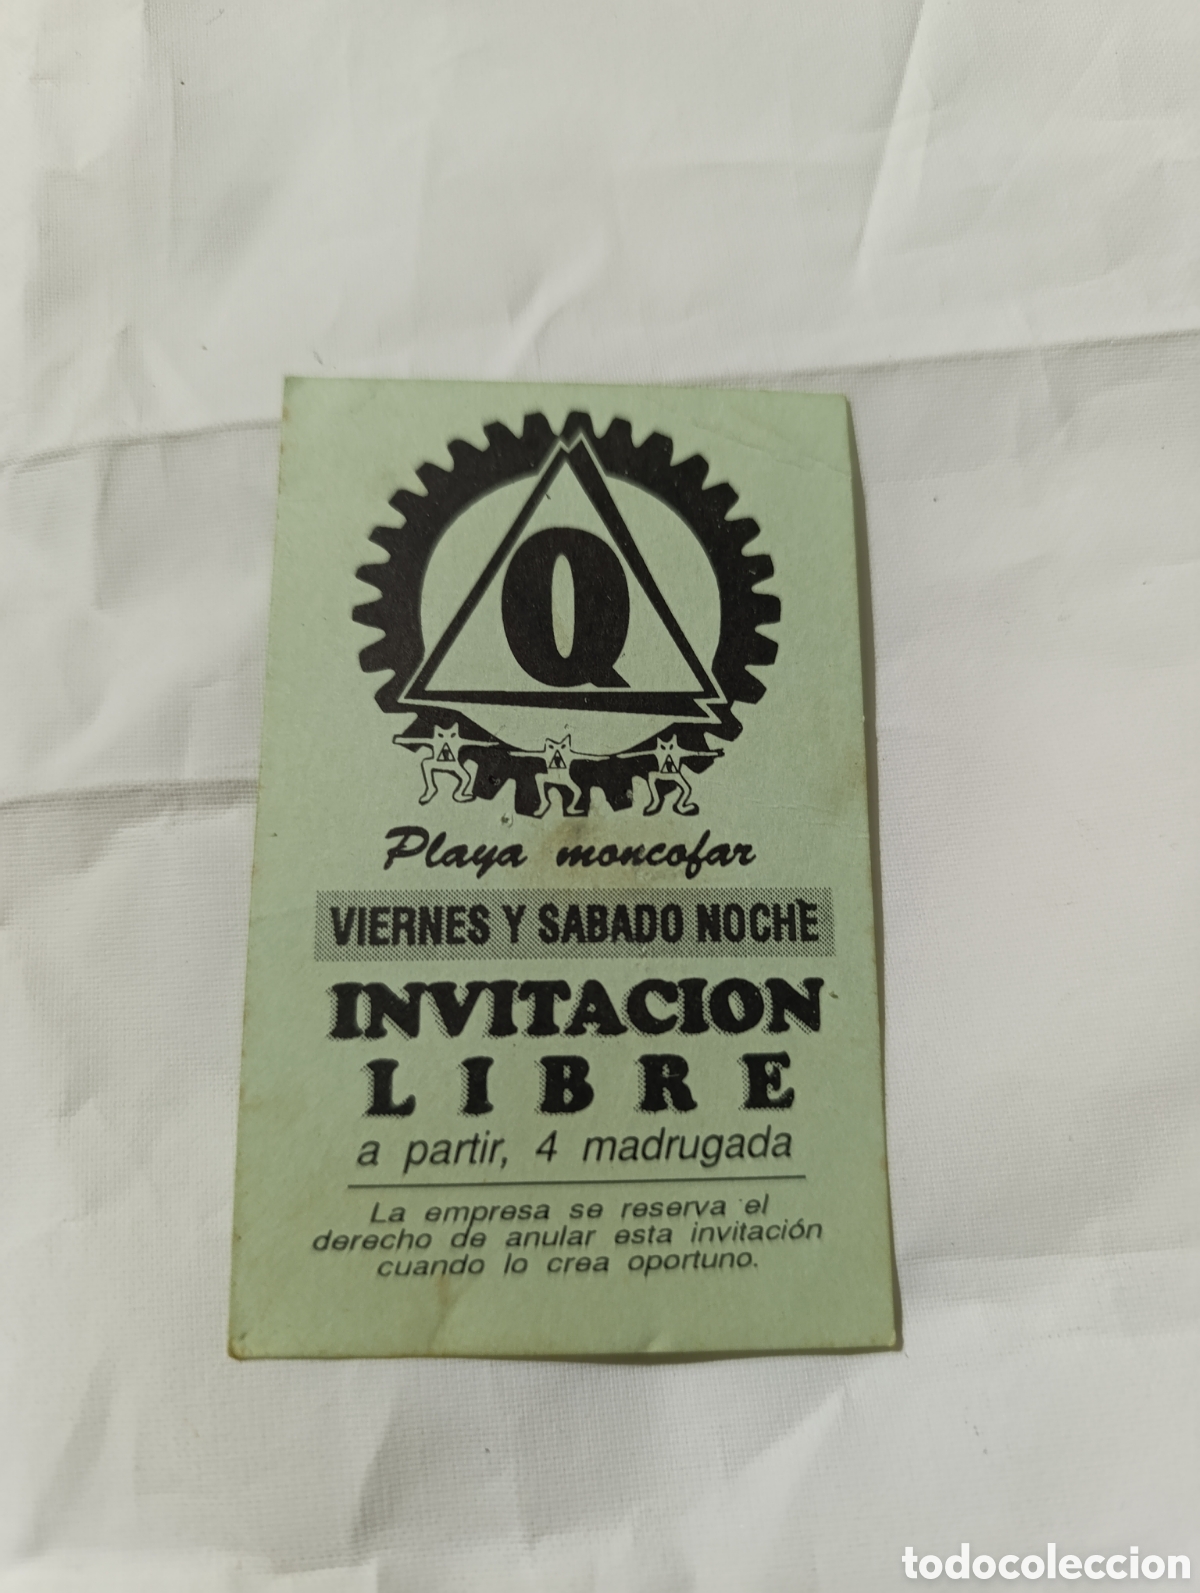 Q
Playa moncofar
VIERNES Y SABADO NOCHE
INVITACION
LIBRE
a partir, 4 madrugada
La empresa se reserva el
derecho de anular esta invitación
cuando lo crea oportuno.
todocoleccion